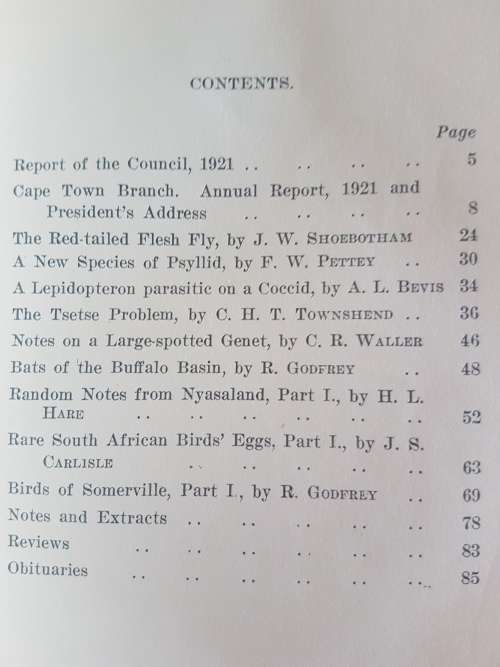 CONTENTS.
Page
Report of the Council, 1921 .. .. .. .. 5
Cape Town Branch. Annual Report, 1921 and
President's Address .. .. .. .. 8
The Red-tailed Flesh Fly, by J. W. SHOEBOTHAM 24
A New Species of Psyllid, by F. W. PETTEY .. 30
A Lepidopteron parasitic on a Coccid, by A. L. BEVIS 34
The Tsetse Problem, by C. H. T. TOWNSHEND .. 36
Notes on a Large-spotted Genet, by C. R. WALLER 46
Bats of the Buffalo Basin, by R. GODFREY .. 48
Random Notes from Nyasaland, Part I., by H. L.
HARE .. .. .. .. .. .. 52
Rare South African Birds' Eggs, Part I., by J. S.
CARLISLE .. .. .. .. .. 63
Birds of Somerville, Part I., by R. GODFREY .. 69
Notes and Extracts .. .. .. .. .. 78
Reviews .. .. .. .. .. .. 83
Obituaries .. .. .. .. .. .. 85